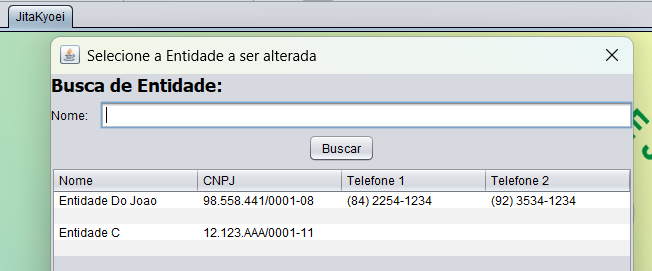 JitaKyoei
Selecione a Entidade a ser alterada
Busca de Entidade:
Nome:
Buscar
Nome CNPJ Telefone 1 Telefone 2
Entidade Do Joao 98.558.441/0001-08 (84) 2254-1234 (92) 3534-1234
Entidade C 12.123.AAA/0001-11